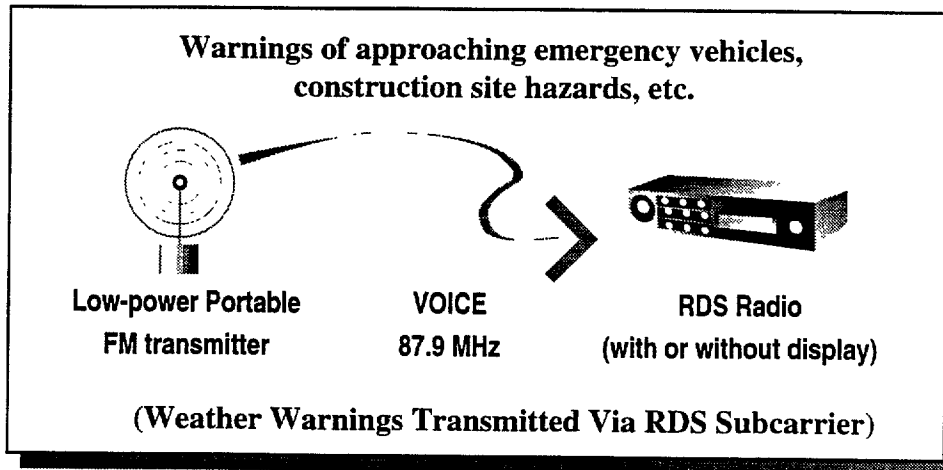 Warnings of approaching emergency vehicles,
construction site hazards, etc.
Low-power Portable
FM transmitter
VOICE
87.9 MHz
RDS Radio
(with or without display)
(Weather Warnings Transmitted Via RDS Subcarrier)